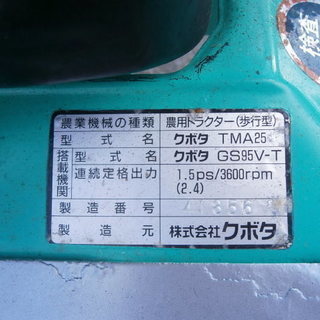 検査
農業機械の種類 農用トラクター(歩行型)
型式名 クボタ TMA25
搭載機関 型式名 クボタ GS95V-T
連続定格出力 1.5ps/3600rpm
(2.4)
製造番号
製造元 株式会社クボタ